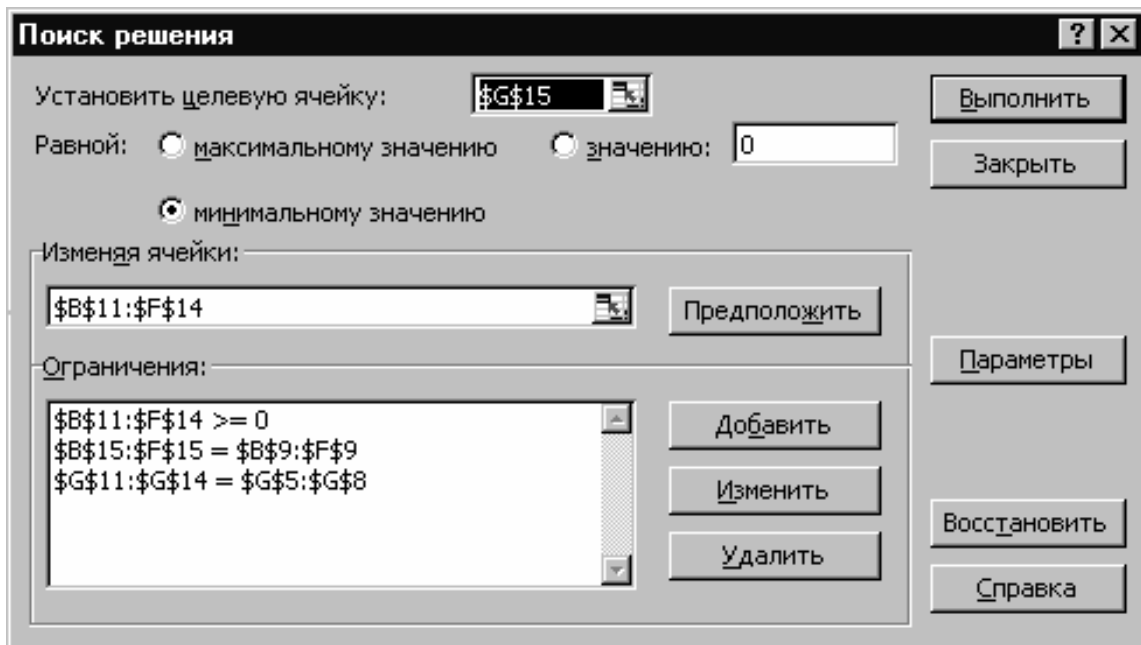 Поиск решения
Установить целевую ячейку: $G$15
Выполнить
Равной: максимальному значению значению: 0
Закрыть
минимальному значению
Изменяя ячейки:
$B$11:$F$14
Предположить
Параметры
Ограничения:
$B$11:$F$14 >= 0
$B$15:$F$15 = $B$9:$F$9
$G$11:$G$14 = $G$5:$G$8
Добавить
Изменить
Удалить
Восстановить
Справка